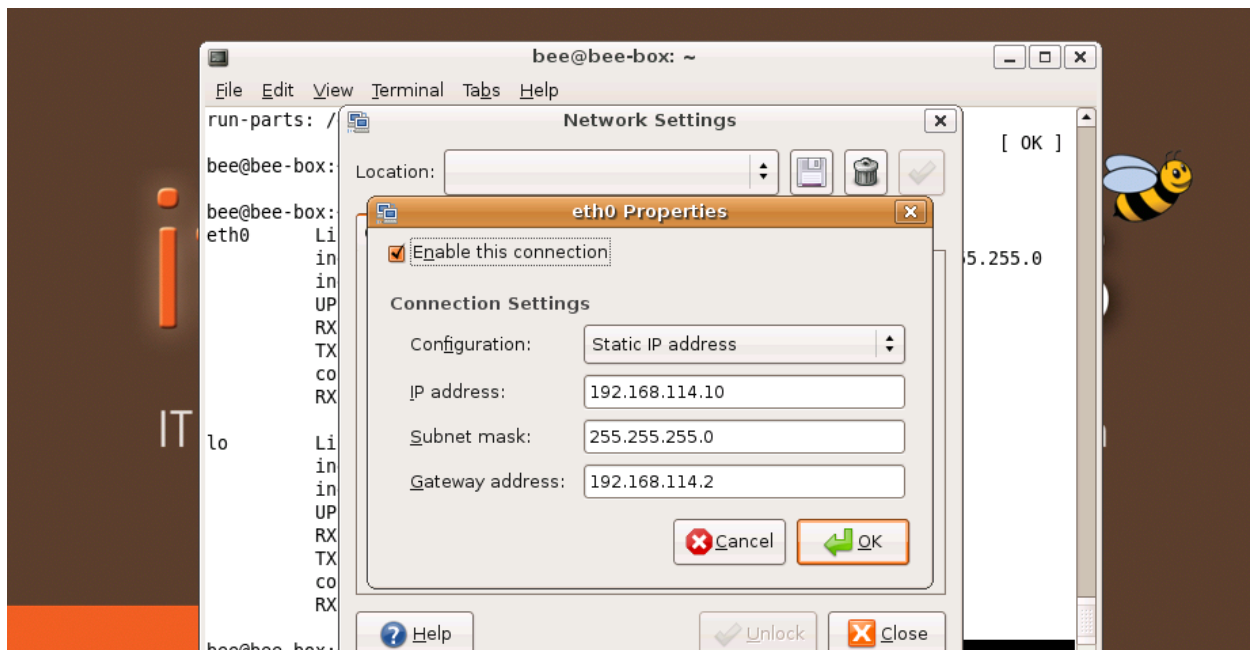 bee@bee-box: ~
File Edit View Terminal Tabs Help
run-parts: /
[ OK ]
bee@bee-box:
bee@bee-box:
eth0 Li
in
5.255.0
in
UP
RX
TX
co
RX
lo Li
in
in
UP
RX
TX
co
RX
bee@bee-box:
Network Settings
Location:
eth0 Properties
Enable this connection
Connection Settings
Configuration: Static IP address
IP address: 192.168.114.10
Subnet mask: 255.255.255.0
Gateway address: 192.168.114.2
Cancel OK
Help Unlock Close
IT